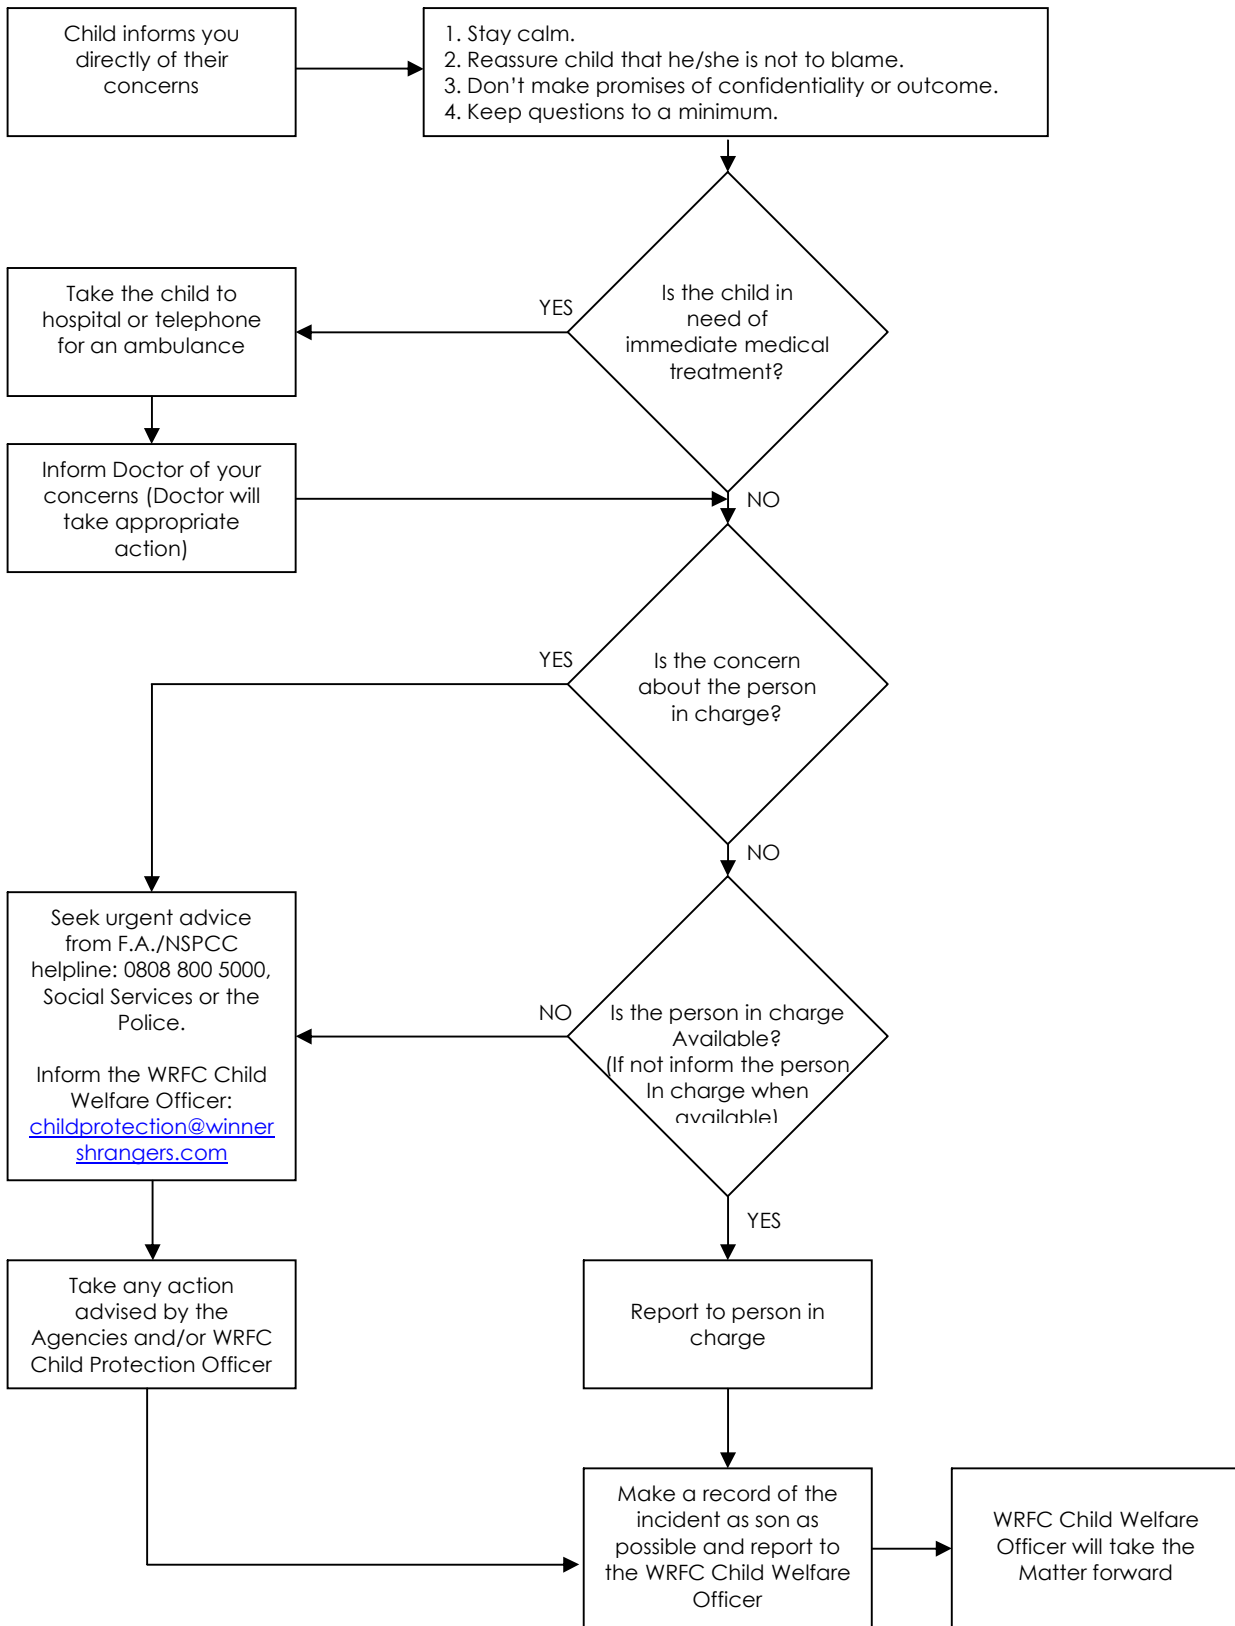 Child informs you
directly of their
concerns
1. Stay calm.
2. Reassure child that he/she is not to blame.
3. Don't make promises of confidentiality or outcome.
4. Keep questions to a minimum.
Is the child in
need of
immediate medical
treatment?
YES
Take the child to
hospital or telephone
for an ambulance
Inform Doctor of your
concerns (Doctor will
take appropriate
action)
NO
Is the concern
about the person
in charge?
YES
NO
Seek urgent advice
from F.A./NSPCC
helpline: 0808 800 5000,
Social Services or the
Police.
Inform the WRFC Child
Welfare Officer:
childprotection@winner
shrangers.com
NO
Is the person in charge
Available?
(If not inform the person
In charge when
available)
YES
Take any action
advised by the
Agencies and/or WRFC
Child Protection Officer
Report to person in
charge
Make a record of the
incident as son as
possible and report to
the WRFC Child Welfare
Officer
WRFC Child Welfare
Officer will take the
Matter forward